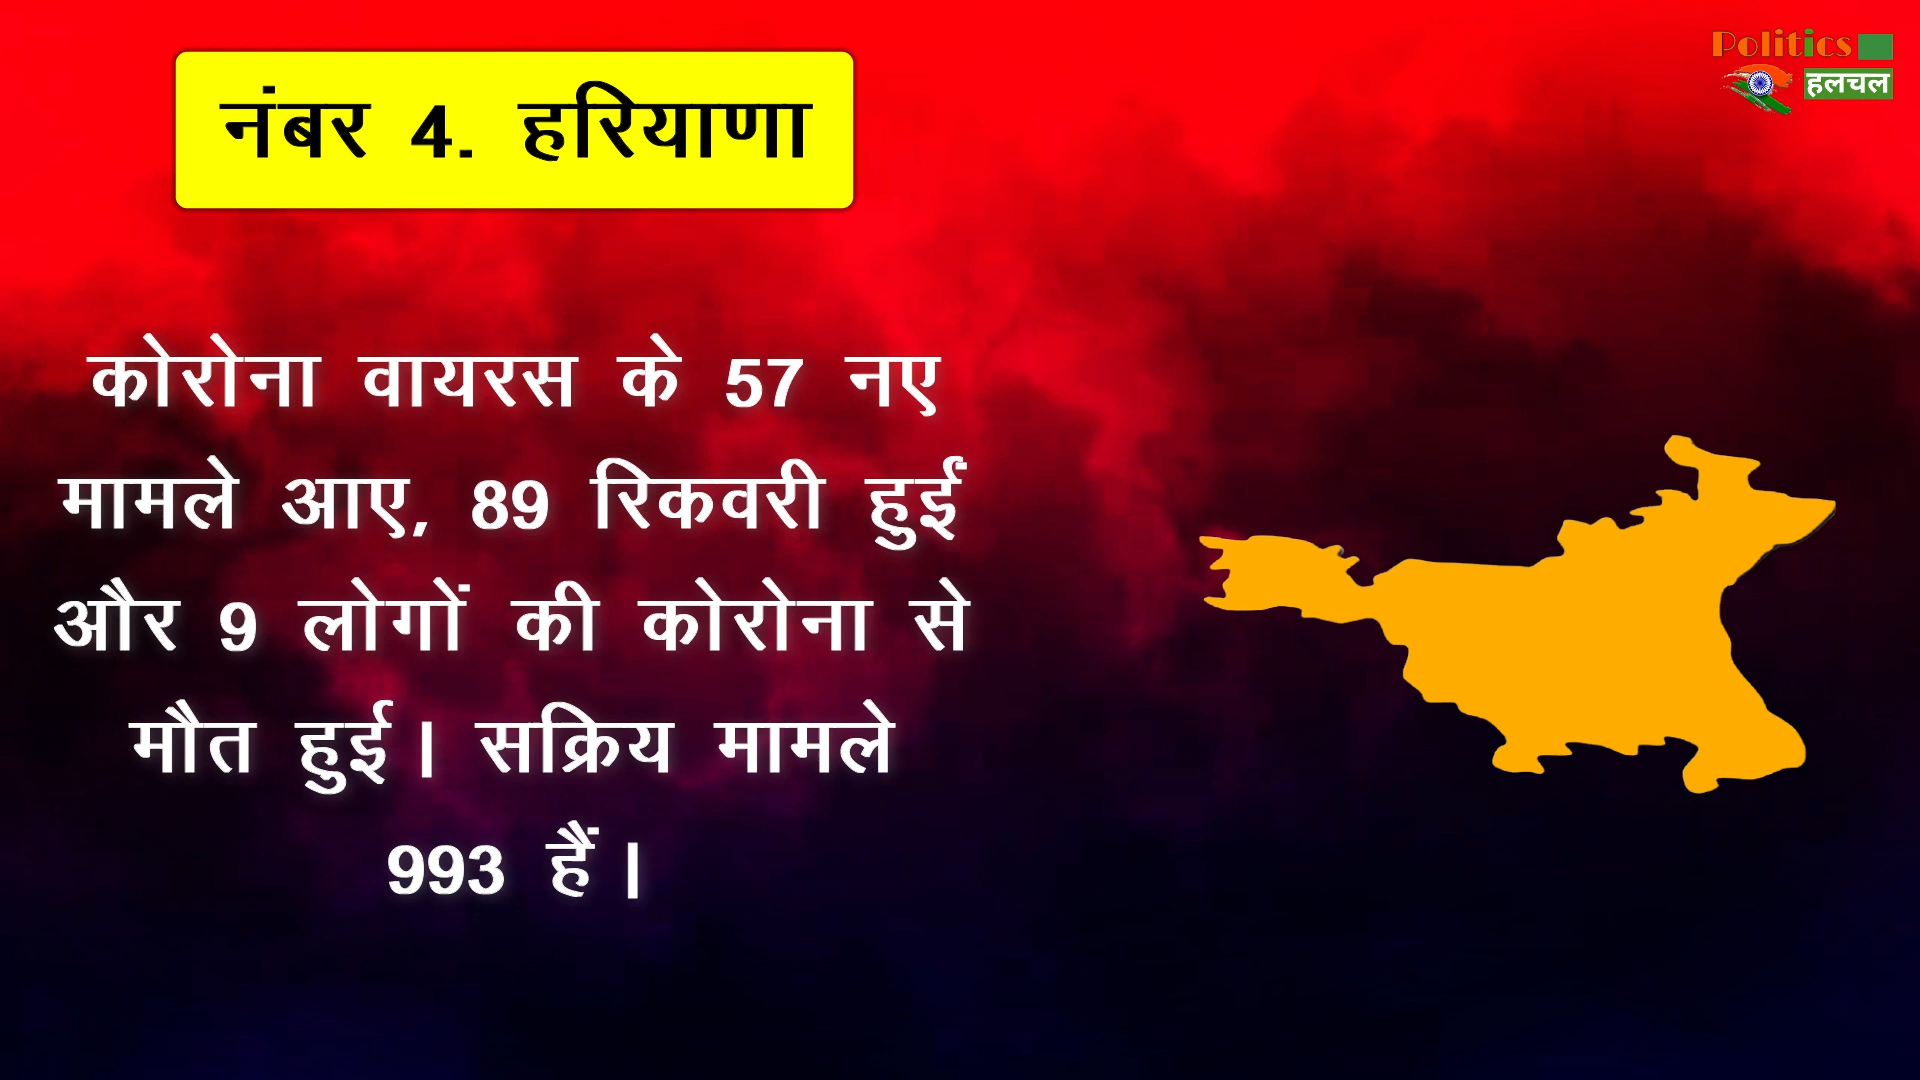 Politics
हलचल
नंबर 4. हरियाणा
कोरोना वायरस के 57 नए
मामले आए, 89 रिकवरी हुईं
और 9 लोगों की कोरोना से
मौत हुई। सक्रिय मामले
993 हैं।